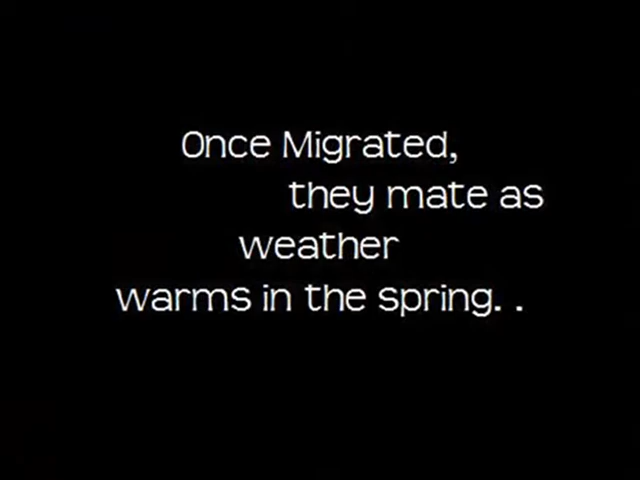 Once Migrated,
they mate as
weather
warms in the spring. .